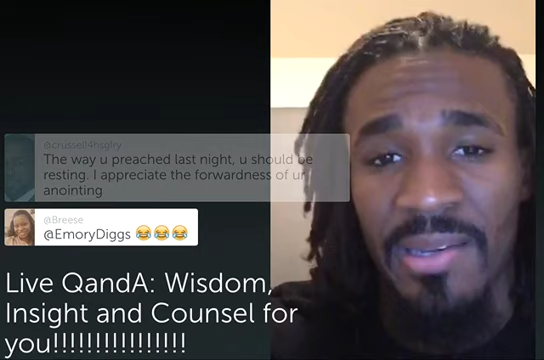 @crussell4hsglry
The way u preached last night, u should be
resting. I appreciate the forwardness of ur
anointing
@Breese
@EmoryDiggs 😂😂😂
Live QandA: Wisdom,
Insight and Counsel for
you!!!!!!!!!!!!!!!!